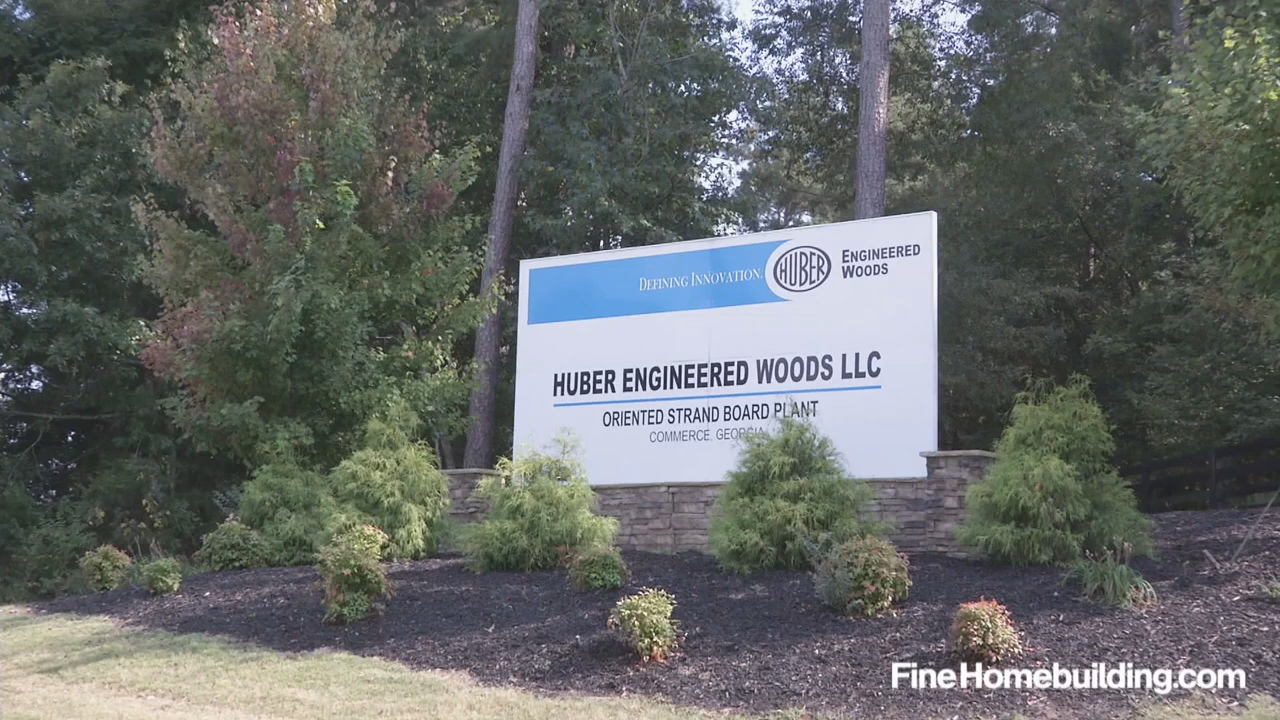 DEFINING INNOVATION.
HUBER
ENGINEERED
WOODS
HUBER ENGINEERED WOODS LLC
ORIENTED STRAND BOARD PLANT
COMMERCE, GEORGIA
FineHomebuilding.com